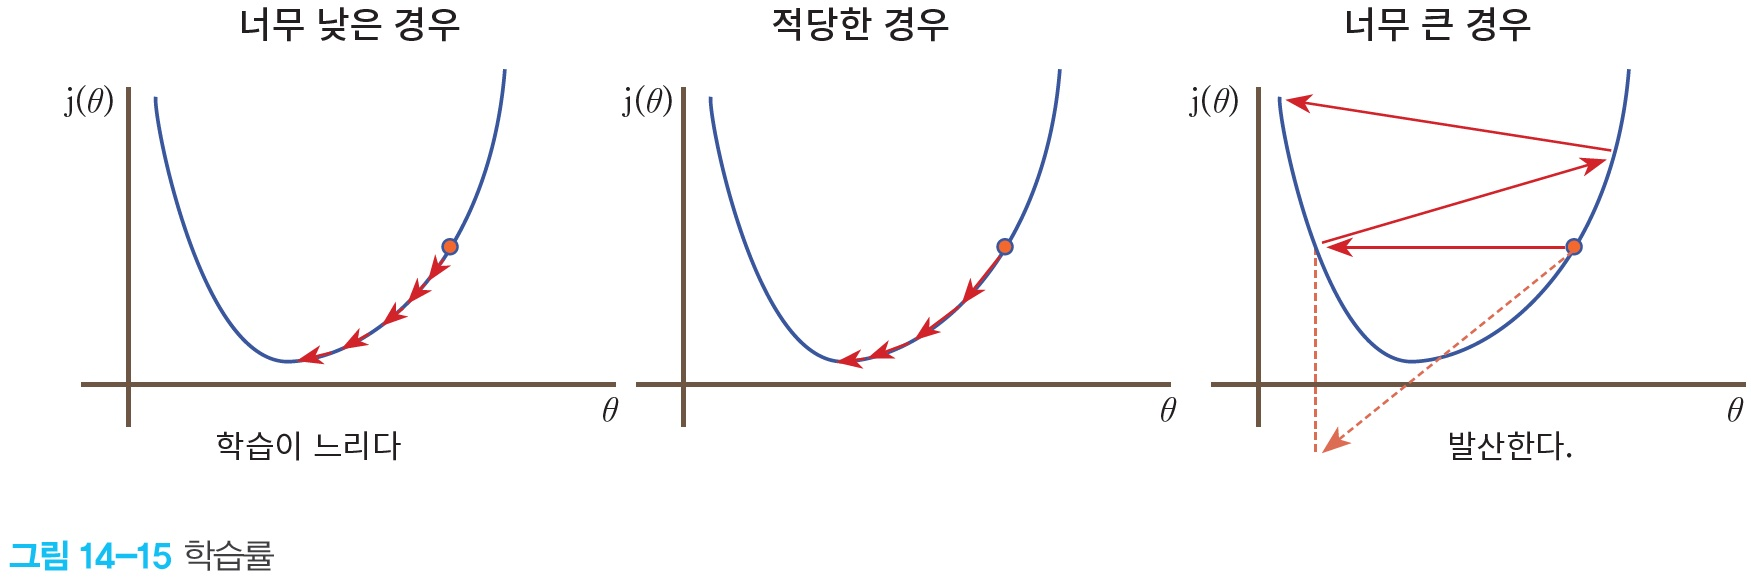 너무 낮은 경우
적당한 경우
너무 큰 경우
j(θ)
j(θ)
j(θ)
θ
θ
θ
학습이 느리다
발산한다.
그림 14-15 학습률